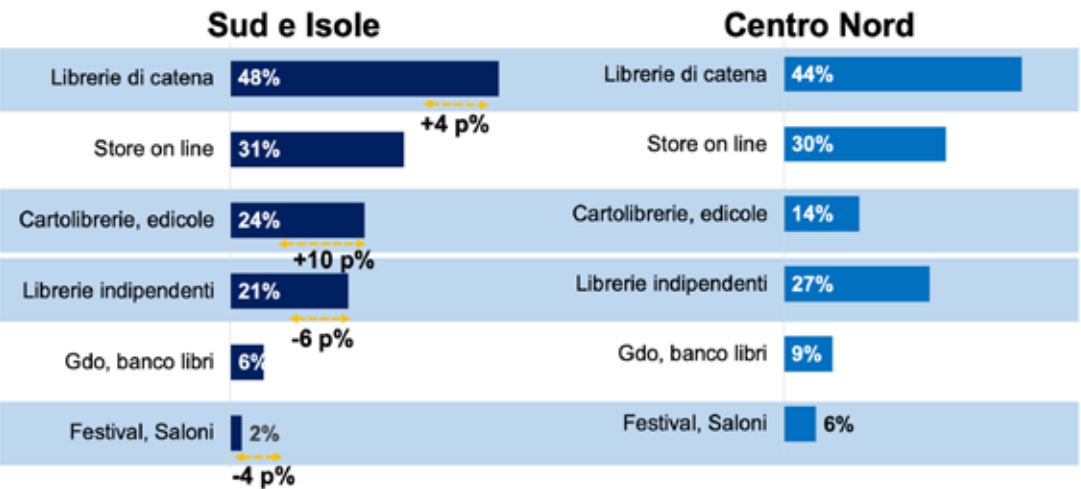 Sud e Isole
Centro Nord
Librerie di catena 48%
Librerie di catena 44%
+4 p%
Store on line 31%
Store on line 30%
Cartolibrerie, edicole 24%
Cartolibrerie, edicole 14%
+10 p%
Librerie indipendenti 21%
Librerie indipendenti 27%
-6 p%
Gdo, banco libri 6%
Gdo, banco libri 9%
Festival, Saloni 2%
Festival, Saloni 6%
-4 p%